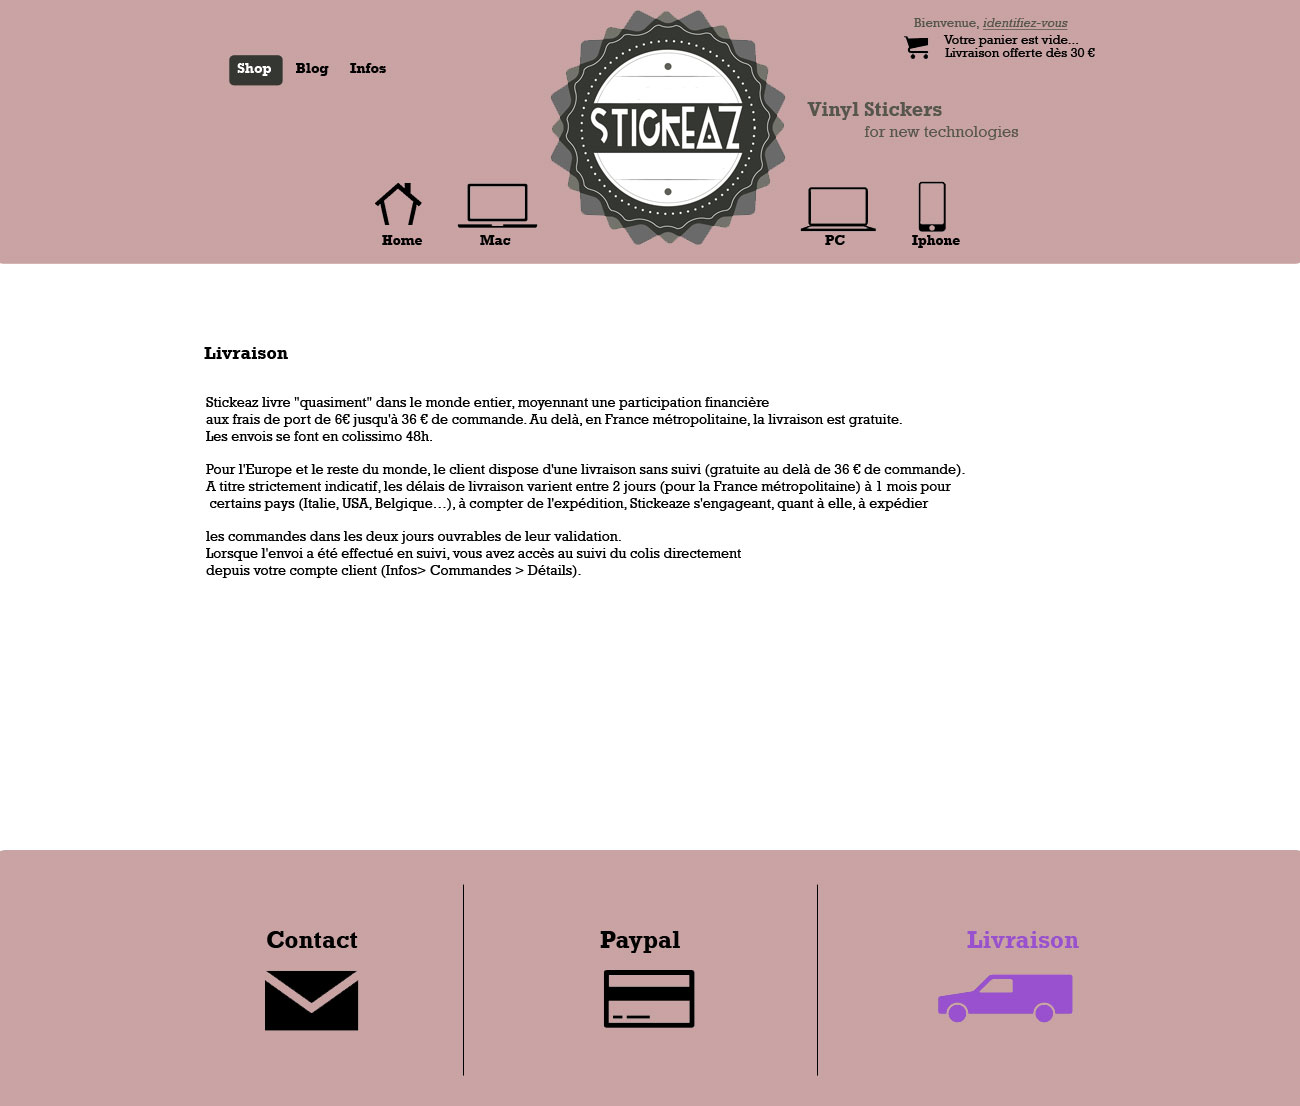 Bienvenue, identifiez-vous
Votre panier est vide...
Livraison offerte dès 30 €
Shop Blog Infos
STICKEAZ
Vinyl Stickers
for new technologies
Home Mac PC Iphone
Livraison
Stickeaz livre "quasiment" dans le monde entier, moyennant une participation financière
aux frais de port de 6€ jusqu'à 36 € de commande. Au delà, en France métropolitaine, la livraison est gratuite.
Les envois se font en colissimo 48h.
Pour l'Europe et le reste du monde, le client dispose d'une livraison sans suivi (gratuite au delà de 36 € de commande).
A titre strictement indicatif, les délais de livraison varient entre 2 jours (pour la France métropolitaine) à 1 mois pour
certains pays (Italie, USA, Belgique...), à compter de l'expédition, Stickeaze s'engageant, quant à elle, à expédier
les commandes dans les deux jours ouvrables de leur validation.
Lorsque l'envoi a été effectué en suivi, vous avez accès au suivi du colis directement
depuis votre compte client (Infos> Commandes > Détails).
Contact Paypal Livraison